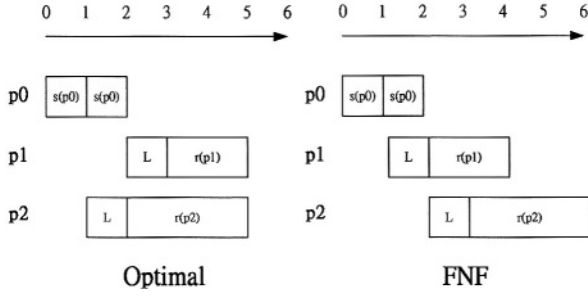 0 1 2 3 4 5 6 0 1 2 3 4 5 6
p0 s(p0) s(p0) p0 s(p0) s(p0)
p1 L r(p1) p1 L r(p1)
p2 L r(p2) p2 L r(p2)
Optimal FNF